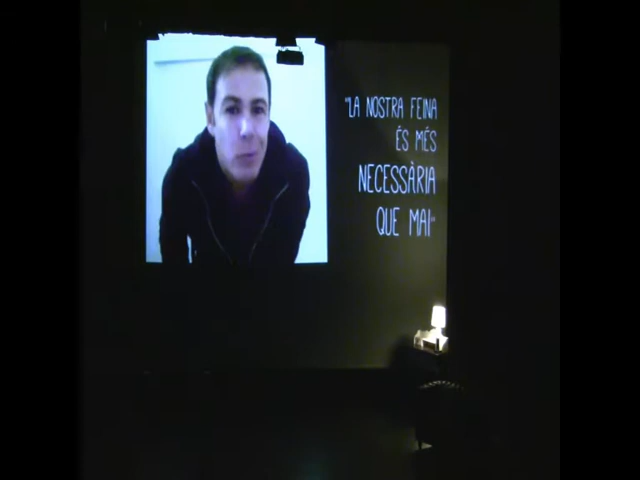 "LA NOSTRA FEINA
ÉS MÉS
NECESSÀRIA
QUE MAI"